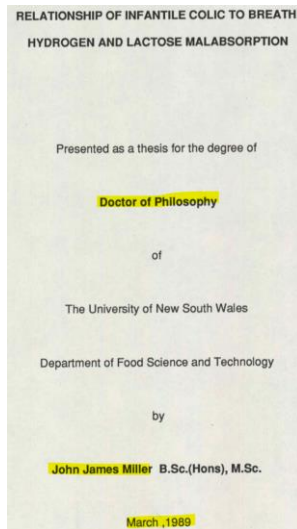 RELATIONSHIP OF INFANTILE COLIC TO BREATH
HYDROGEN AND LACTOSE MALABSORPTION
Presented as a thesis for the degree of
Doctor of Philosophy
of
The University of New South Wales
Department of Food Science and Technology
by
John James Miller B.Sc.(Hons), M.Sc.
March ,1989